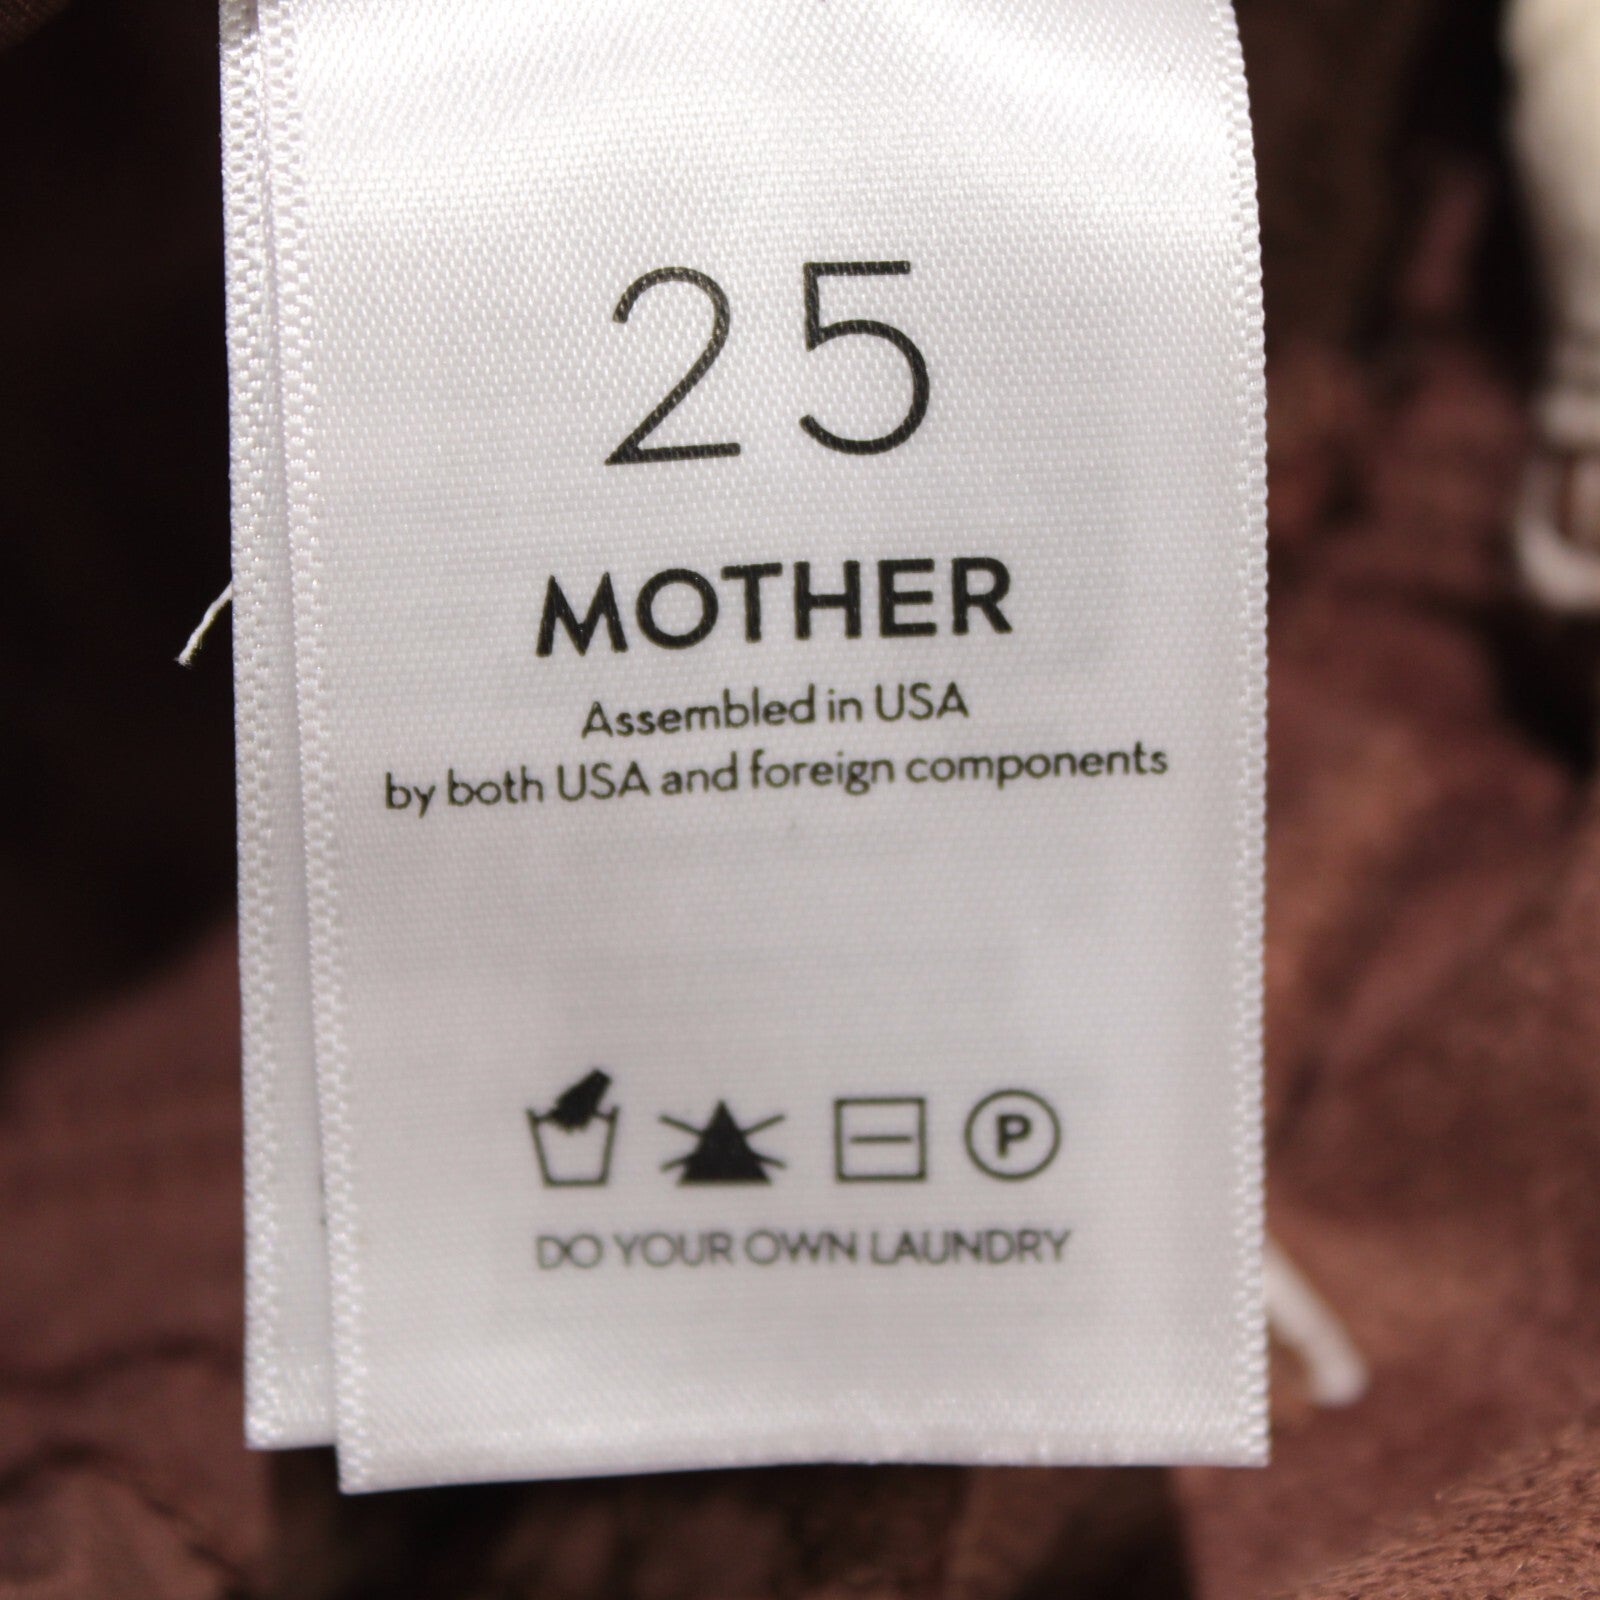 25
MOTHER
Assembled in USA
by both USA and foreign components
P
DO YOUR OWN LAUNDRY